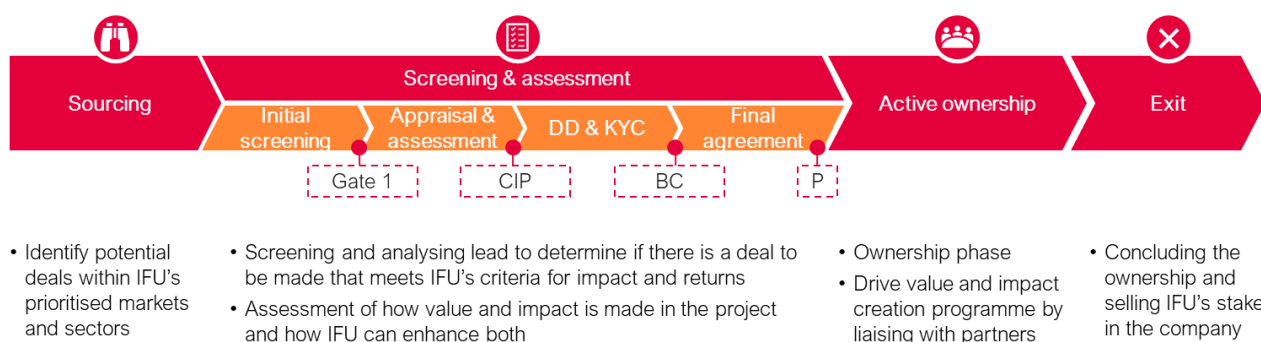 Sourcing
Screening & assessment
Active ownership
Exit
Initial
screening
Appraisal &
assessment
DD & KYC
Final
agreement
Gate 1
CIP
BC
P
• Identify potential
deals within IFU's
prioritised markets
and sectors
• Screening and analysing lead to determine if there is a deal to
be made that meets IFU's criteria for impact and returns
• Assessment of how value and impact is made in the project
and how IFU can enhance both
• Ownership phase
• Drive value and impact
creation programme by
liaising with partners
• Concluding the
ownership and
selling IFU's stake
in the company